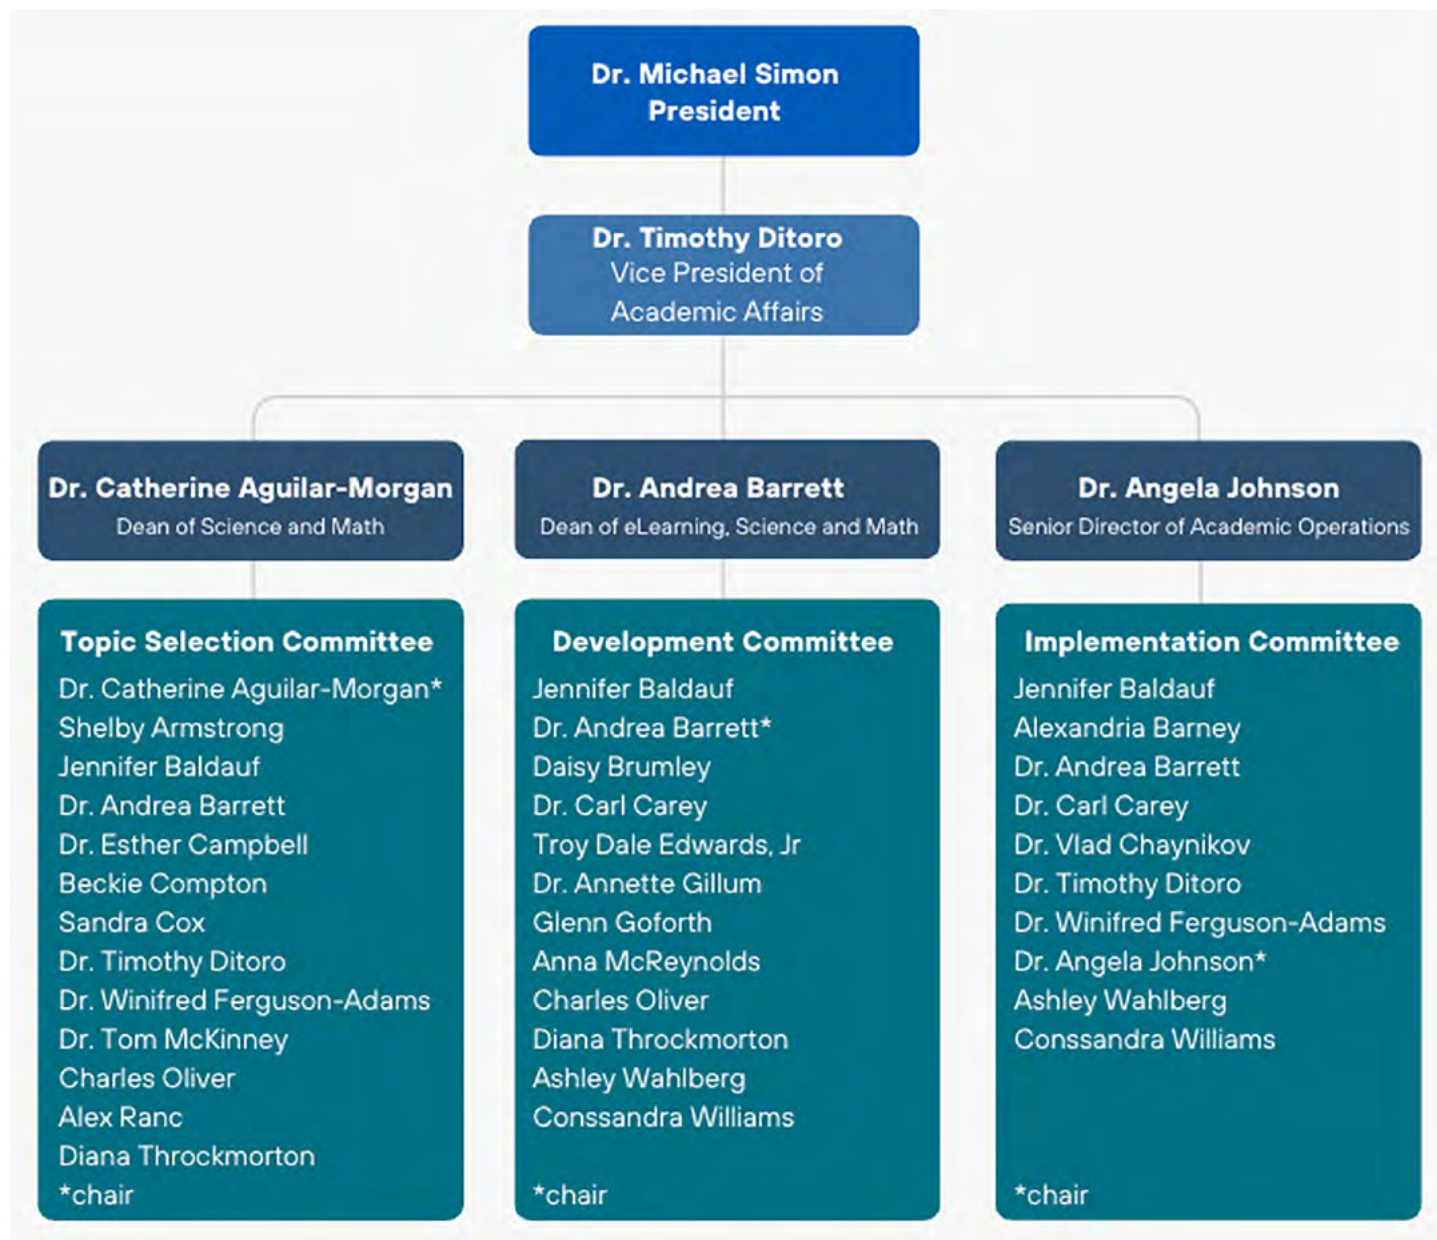 Dr. Michael Simon
President
Dr. Timothy Ditoro
Vice President of
Academic Affairs
Dr. Catherine Aguilar-Morgan
Dean of Science and Math
Dr. Andrea Barrett
Dean of eLearning, Science and Math
Dr. Angela Johnson
Senior Director of Academic Operations
Topic Selection Committee
Dr. Catherine Aguilar-Morgan*
Shelby Armstrong
Jennifer Baldauf
Dr. Andrea Barrett
Dr. Esther Campbell
Beckie Compton
Sandra Cox
Dr. Timothy Ditoro
Dr. Winifred Ferguson-Adams
Dr. Tom McKinney
Charles Oliver
Alex Ranc
Diana Throckmorton
*chair
Development Committee
Jennifer Baldauf
Dr. Andrea Barrett*
Daisy Brumley
Dr. Carl Carey
Troy Dale Edwards, Jr
Dr. Annette Gillum
Glenn Goforth
Anna McReynolds
Charles Oliver
Diana Throckmorton
Ashley Wahlberg
Conssandra Williams
*chair
Implementation Committee
Jennifer Baldauf
Alexandria Barney
Dr. Andrea Barrett
Dr. Carl Carey
Dr. Vlad Chaynikov
Dr. Timothy Ditoro
Dr. Winifred Ferguson-Adams
Dr. Angela Johnson*
Ashley Wahlberg
Conssandra Williams
*chair